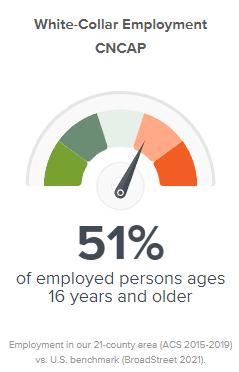 White-Collar Employment
CNCAP
51%
of employed persons ages
16 years and older
Employment in our 21-county area (ACS 2015-2019)
vs. U.S. benchmark (BroadStreet 2021).